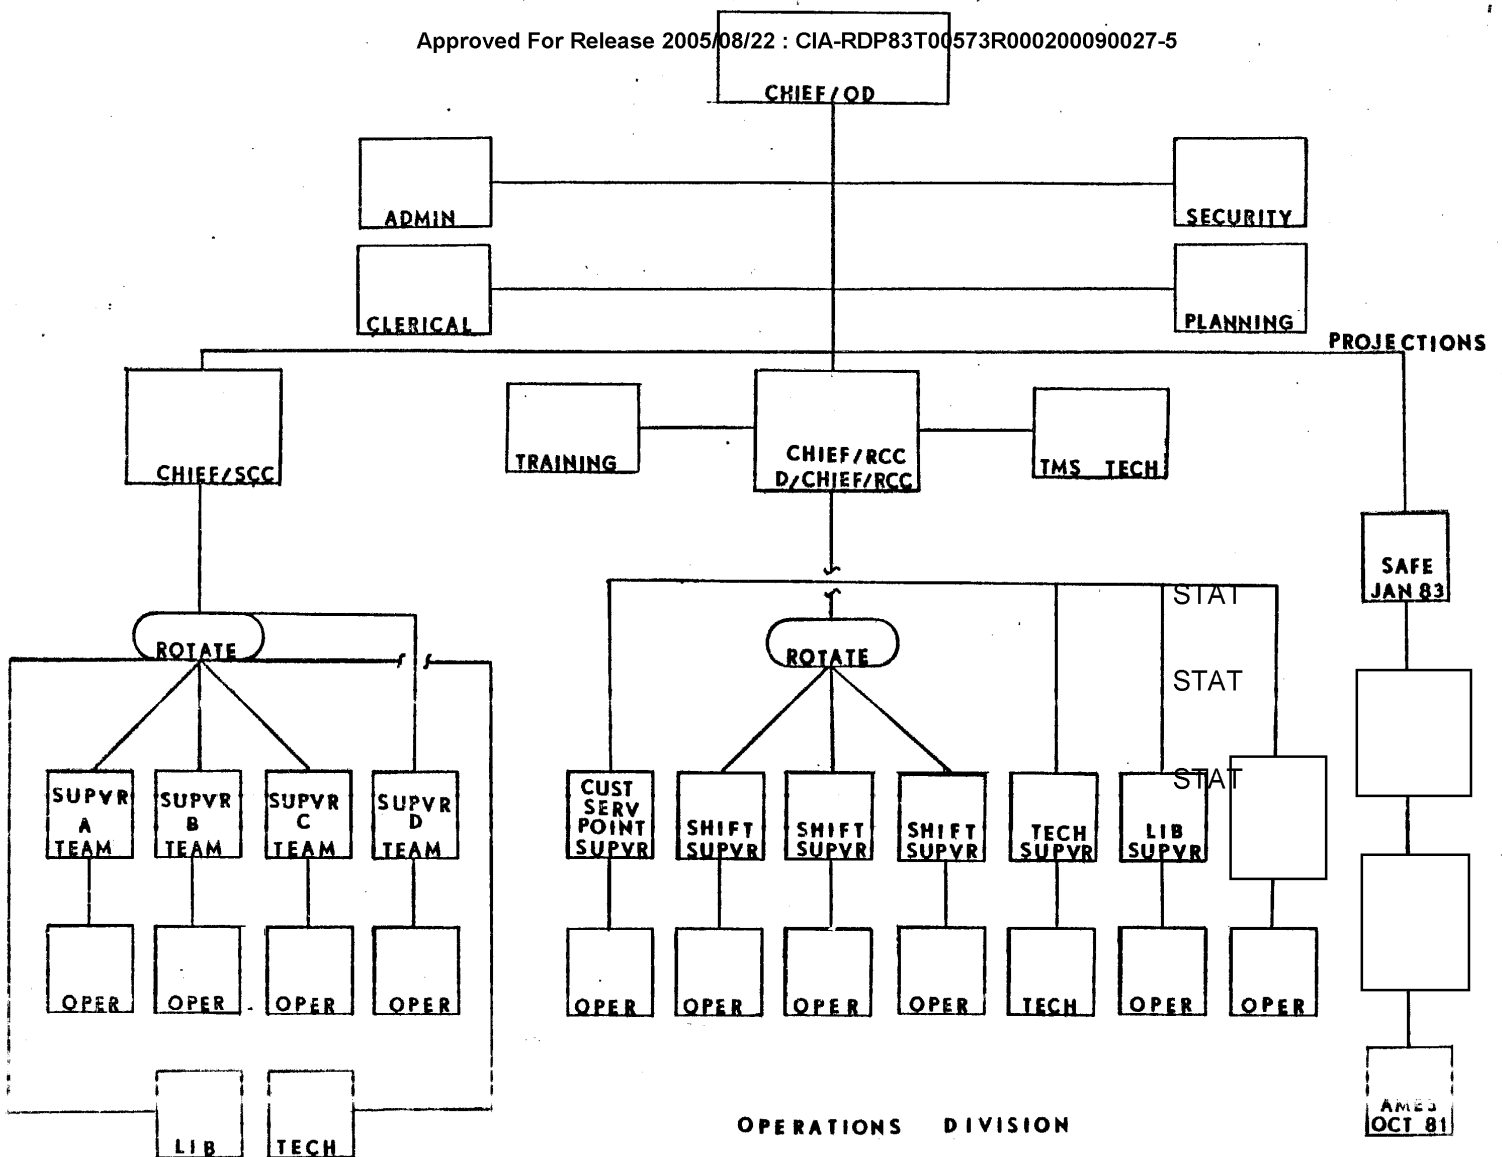 Approved For Release 2005/08/22 : CIA-RDP83T00573R000200090027-5
CHIEF/OD
ADMIN
SECURITY
CLERICAL
PLANNING
PROJECTIONS
CHIEF/SCC
TRAINING
CHIEF/RCC
D/CHIEF/RCC
TMS TECH
SAFE
JAN 83
STAT
STAT
STAT
ROTATE
ROTATE
SUPVR
A
TEAM
SUPVR
B
TEAM
SUPVR
C
TEAM
SUPVR
D
TEAM
CUST
SERV
POINT
SUPVR
SHIFT
SUPVR
SHIFT
SUPVR
SHIFT
SUPVR
TECH
SUPVR
LIB
SUPVR
OPER
OPER
OPER
OPER
OPER
OPER
OPER
OPER
TECH
OPER
OPER
LIB
TECH
OPERATIONS DIVISION
AMES
OCT 81